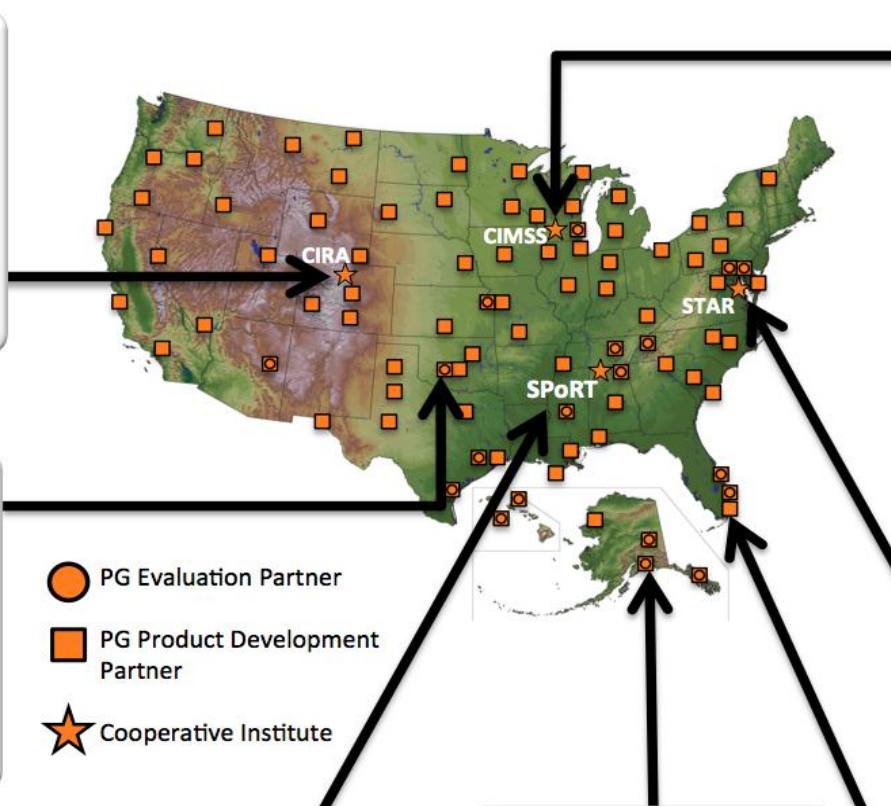 CIMSS
CIRA
STAR
SPoRT
PG Evaluation Partner
PG Product Development
Partner
Cooperative Institute